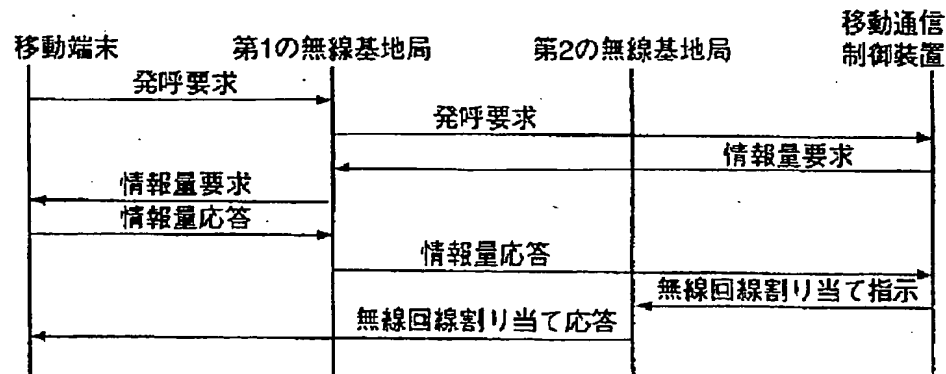 移動端末
第1の無線基地局
第2の無線基地局
移動通信
制御装置
発呼要求
発呼要求
情報量要求
情報量要求
情報量応答
情報量応答
無線回線割り当て指示
無線回線割り当て応答